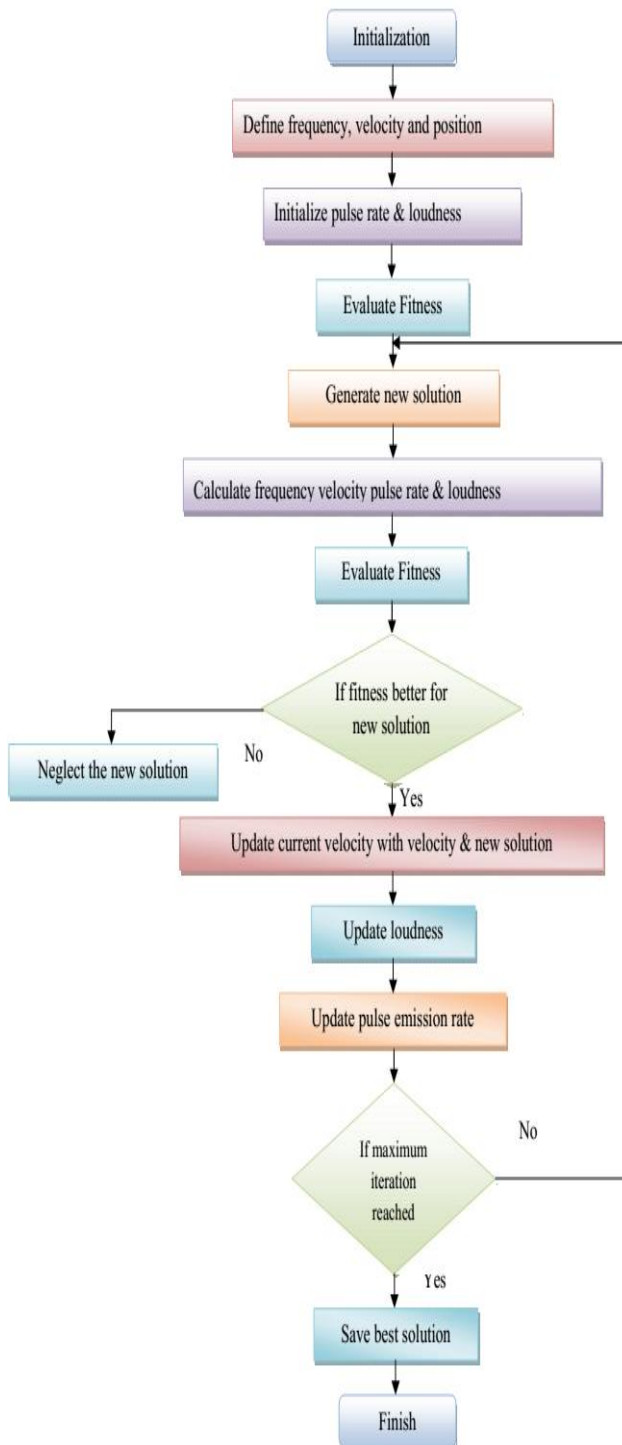 Initialization
Define frequency, velocity and position
Initialize pulse rate & loudness
Evaluate Fitness
Generate new solution
Calculate frequency velocity pulse rate & loudness
Evaluate Fitness
If fitness better for
new solution
No
Neglect the new solution
Yes
Update current velocity with velocity & new solution
Update loudness
Update pulse emission rate
If maximum
iteration
reached
No
Yes
Save best solution
Finish